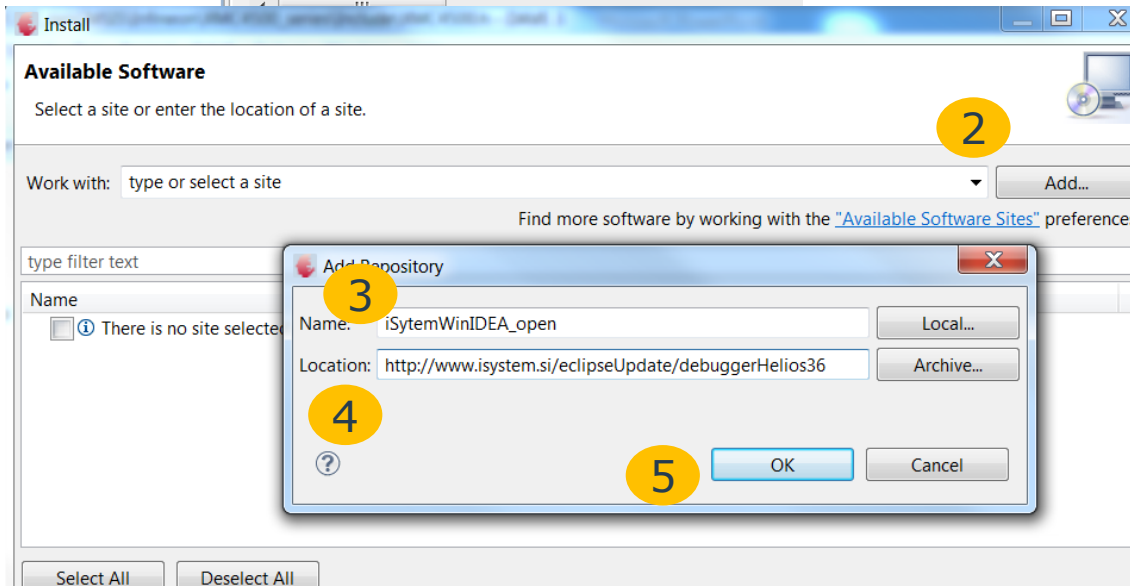 Install
Available Software
Select a site or enter the location of a site.
2
Work with: type or select a site Add...
Find more software by working with the "Available Software Sites" preference
type filter text
Add Repository
Name
3
There is no site selected
Name: iSytemWinIDEA_open Local...
Location: http://www.isystem.si/eclipseUpdate/debuggerHelios36 Archive...
4
5
OK Cancel
Select All Deselect All